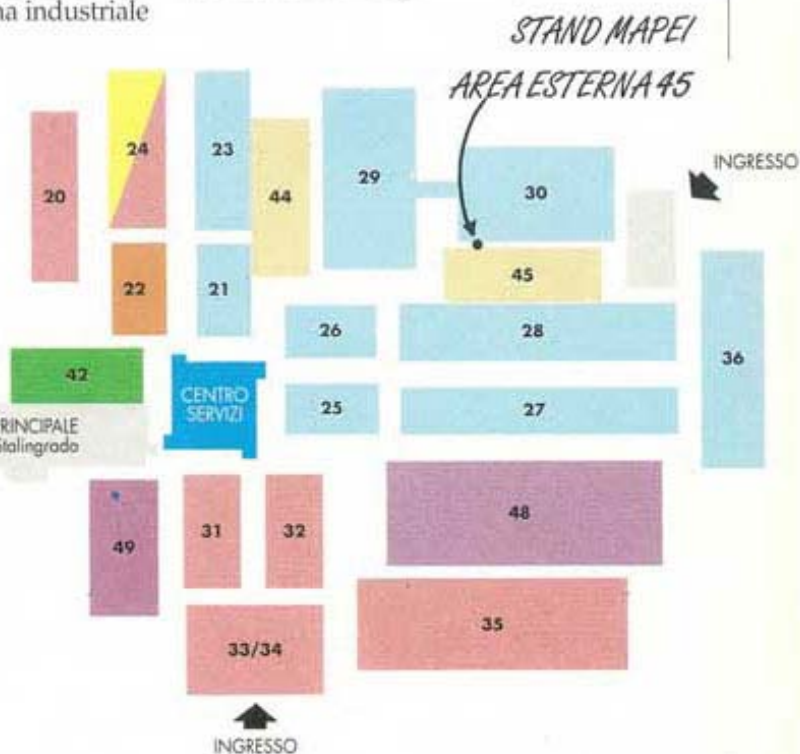 na industriale
STAND MAPEI
AREA ESTERNA 45
INGRESSO
24
23
20
44
29
30
22
21
45
26
28
36
42
CENTRO
SERVIZI
25
27
RINCIPALE
italingrado
49
31
32
48
33/34
35
INGRESSO